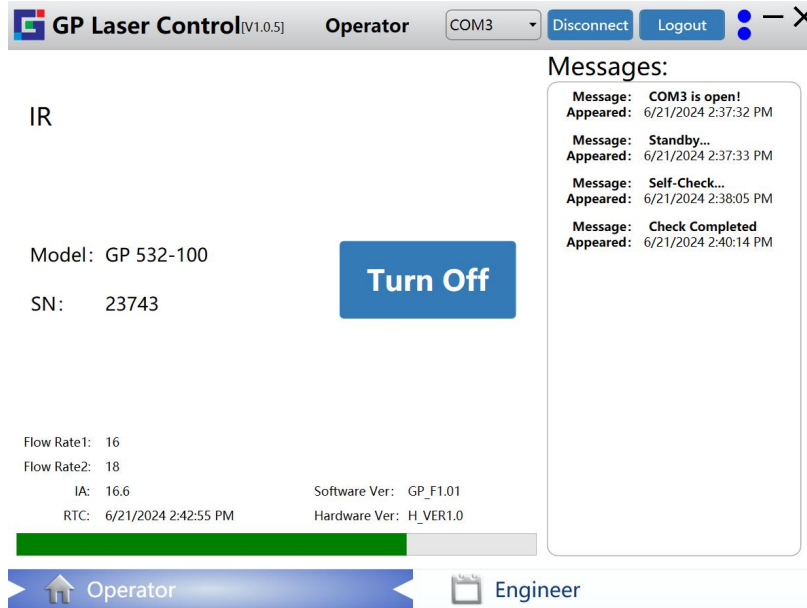 GP Laser Control[V1.0.5] Operator COM3 Disconnect Logout
Messages:
Message: COM3 is open!
Appeared: 6/21/2024 2:37:32 PM
Message: Standby...
Appeared: 6/21/2024 2:37:33 PM
Message: Self-Check...
Appeared: 6/21/2024 2:38:05 PM
Message: Check Completed
Appeared: 6/21/2024 2:40:14 PM
IR
Model: GP 532-100
SN: 23743
Turn Off
Flow Rate1: 16
Flow Rate2: 18
IA: 16.6
RTC: 6/21/2024 2:42:55 PM
Software Ver: GP_F1.01
Hardware Ver: H_VER1.0
Operator
Engineer